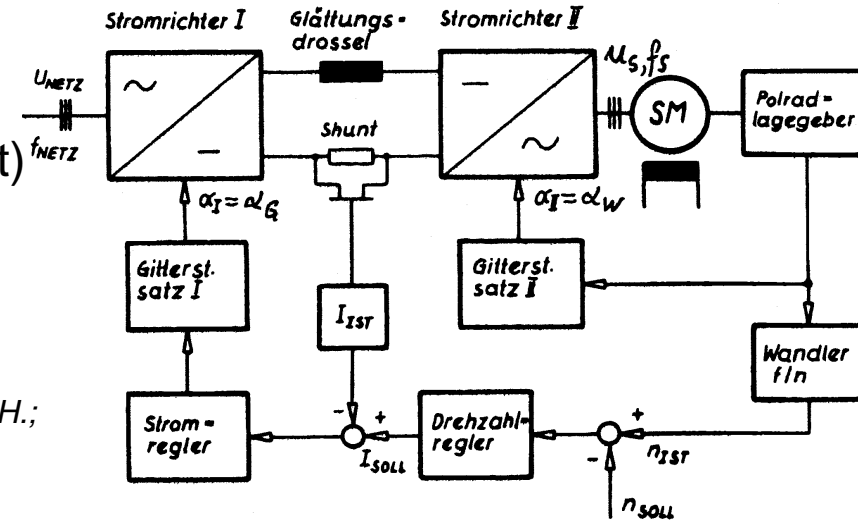 Stromrichter I
Glättungs=
drossel
Stromrichter II
U_NETZ
f_NETZ
t)
~
—
—
~
u_S, f_S
SM
Polrad=
lagegeber
Shunt
α_I = α_G
α_II = α_W
Gitterst.
satz I
Gitterst.
satz II
I_IST
Wandler
f/n
H.;
Strom=
regler
-
+
I_SOLL
Drehzahl=
regler
+
-
n_IST
n_SOLL